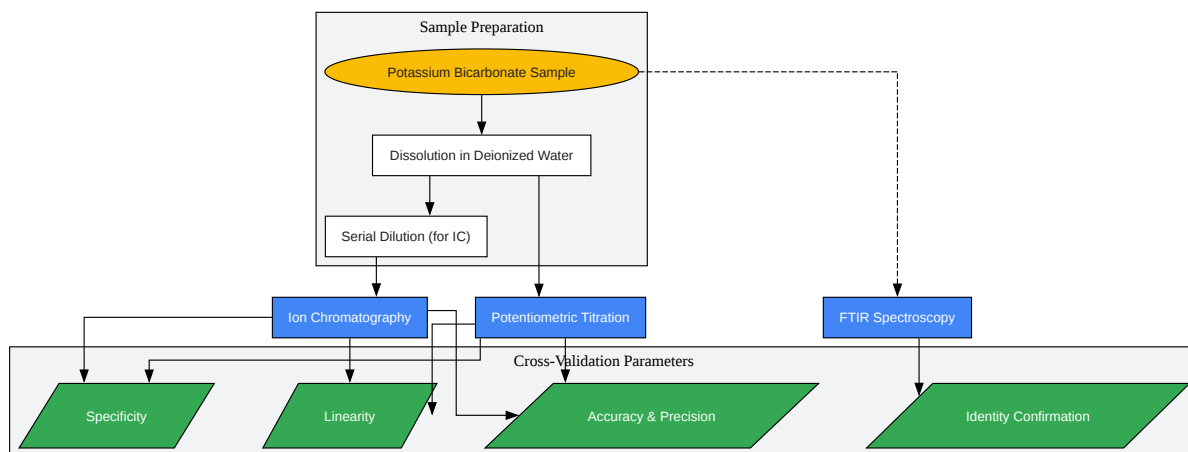 Sample Preparation
Potassium Bicarbonate Sample
Dissolution in Deionized Water
Serial Dilution (for IC)
Ion Chromatography
Potentiometric Titration
FTIR Spectroscopy
Cross-Validation Parameters
Specificity
Linearity
Accuracy & Precision
Identity Confirmation